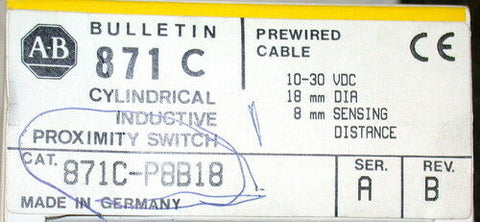 A-B
BULLETIN
871 C
CYLINDRICAL
INDUCTIVE
PROXIMITY SWITCH
PREWIRED
CABLE
CE
10-30 VDC
18 mm DIA
8 mm SENSING
DISTANCE
CAT. 871C-P8B18
MADE IN GERMANY
SER. A
REV. B